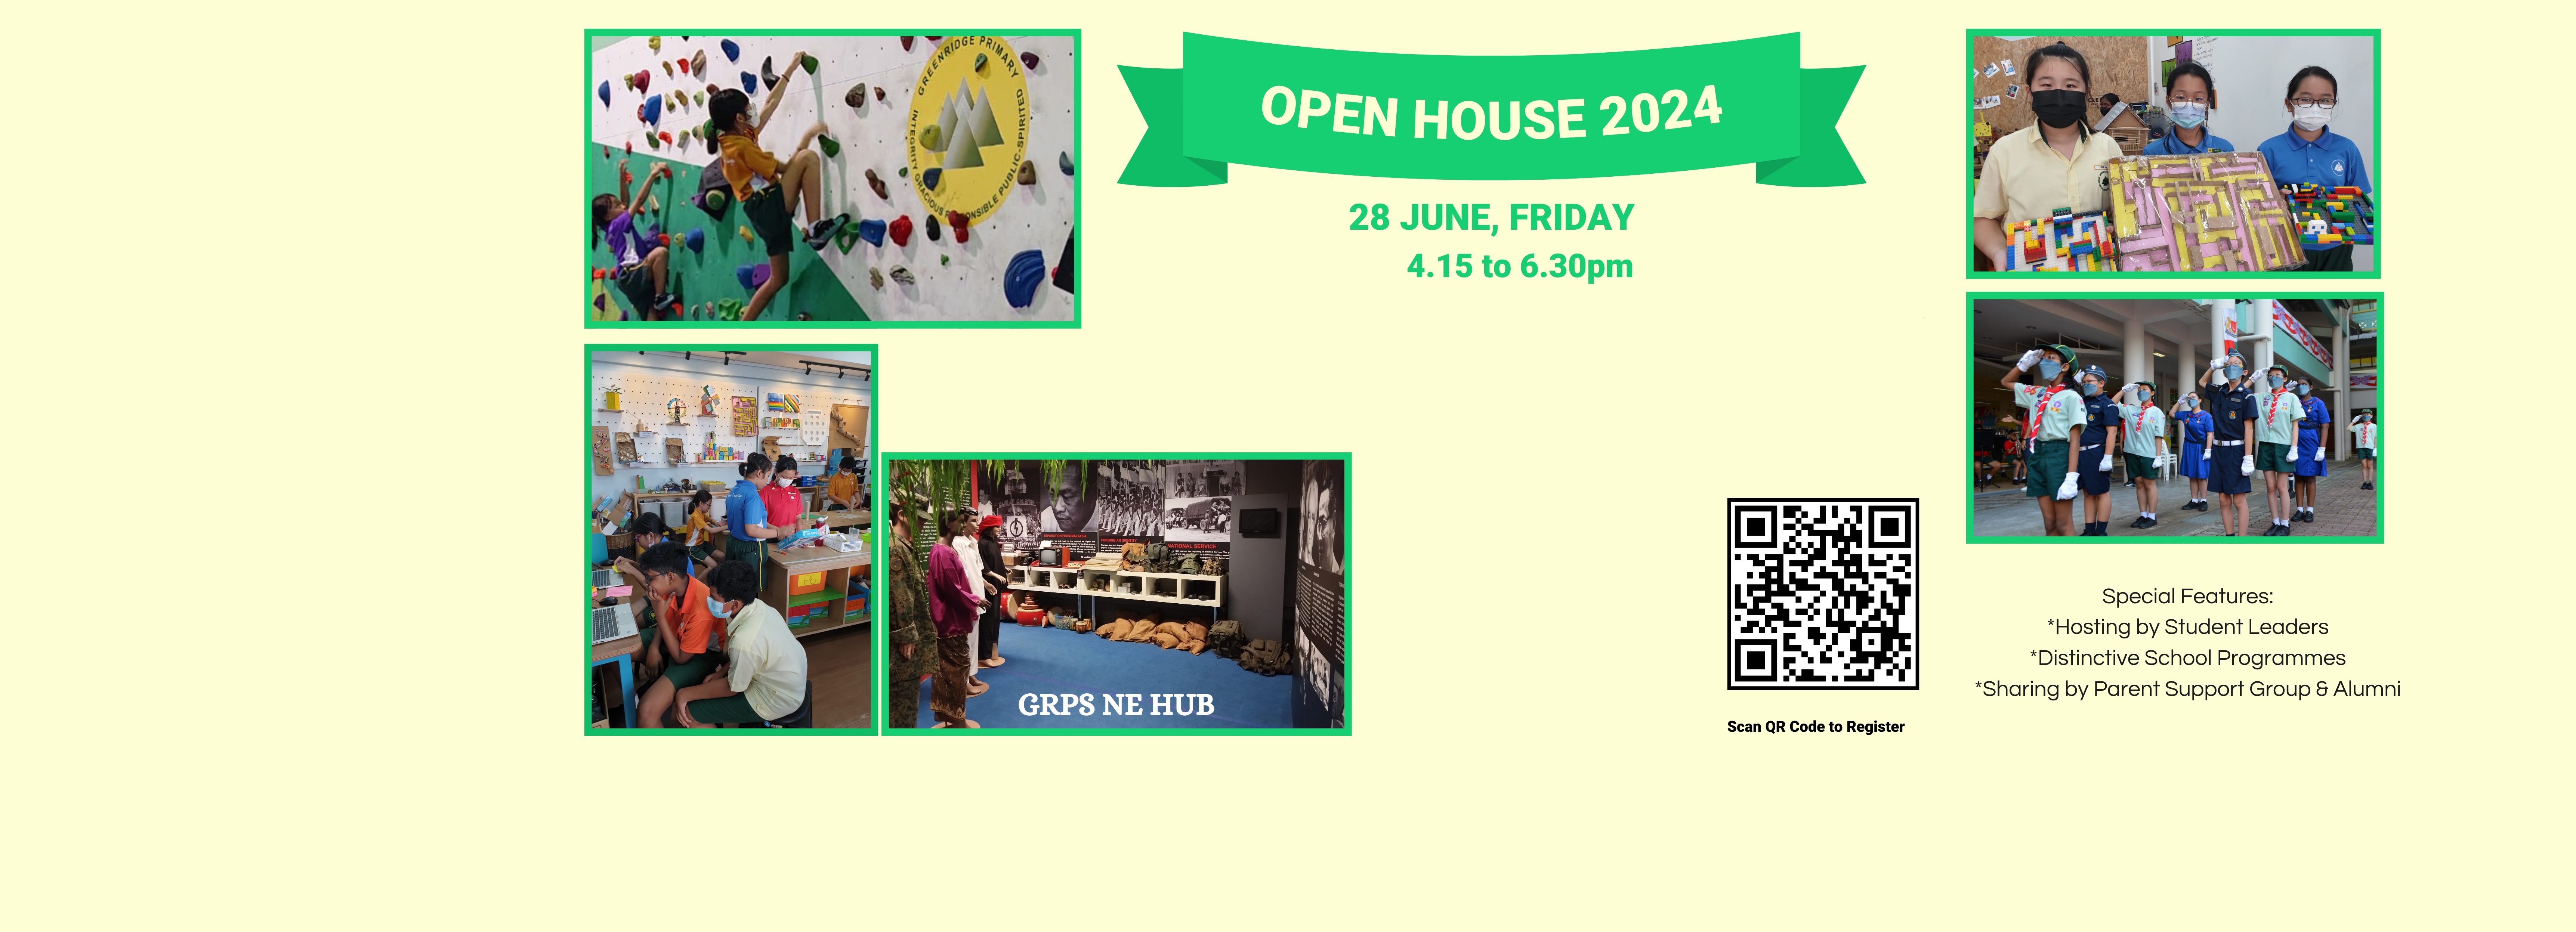 GREENRIDGE PRIMARY
INTEGRITY GRACIOUS RESPONSIBLE PUBLIC-SPIRITED
OPEN HOUSE 2024
28 JUNE, FRIDAY
4.15 to 6.30pm
NATIONAL SERVICE
GRPS NE HUB
Scan QR Code to Register
Special Features:
*Hosting by Student Leaders
*Distinctive School Programmes
*Sharing by Parent Support Group & Alumni